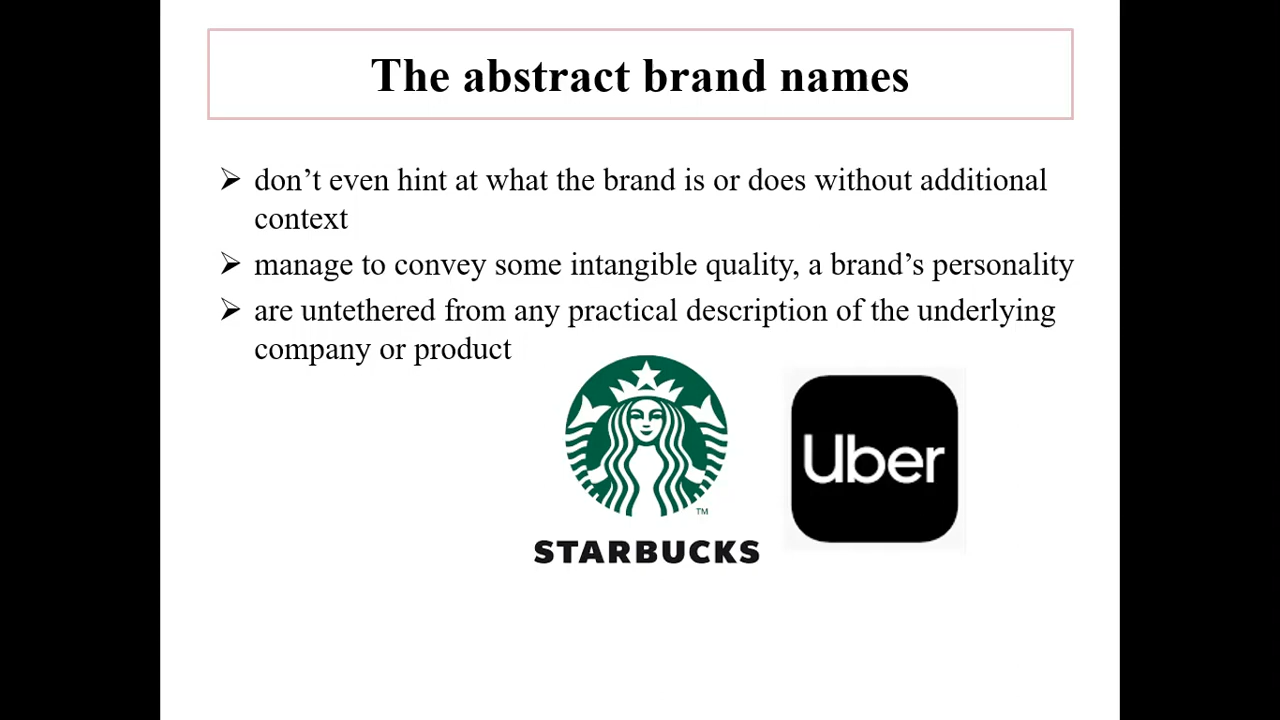 The abstract brand names
➢ don’t even hint at what the brand is or does without additional
context
➢ manage to convey some intangible quality, a brand’s personality
➢ are untethered from any practical description of the underlying
company or product
TM
STARBUCKS
Uber